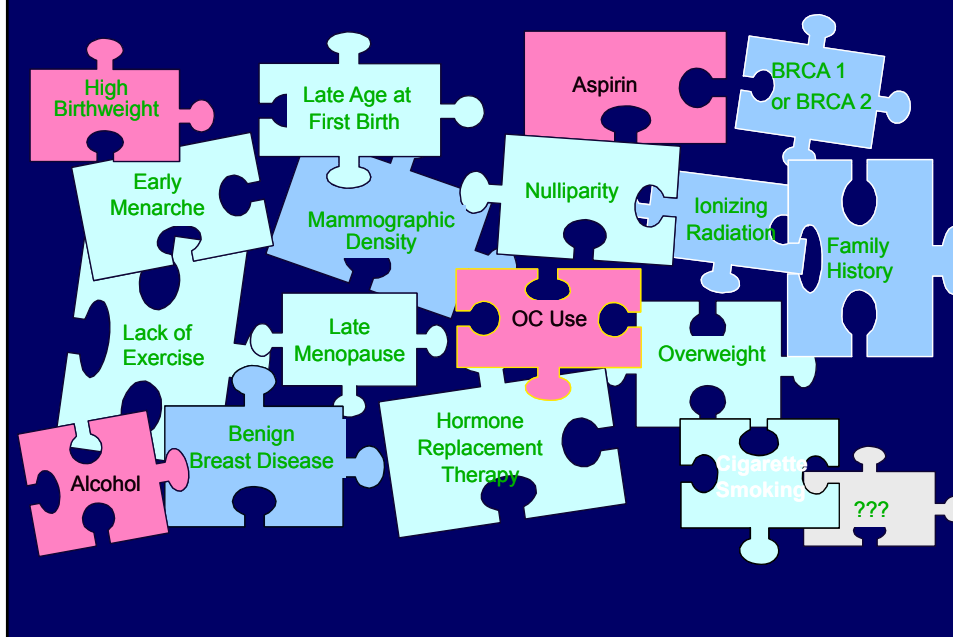 High
Birthweight
Late Age at
First Birth
Aspirin
BRCA 1
or BRCA 2
Early
Menarche
Mammographic
Density
Nulliparity
Ionizing
Radiation
Family
History
Lack of
Exercise
Late
Menopause
OC Use
Overweight
Alcohol
Benign
Breast Disease
Hormone
Replacement
Therapy
Cigarette
Smoking
???